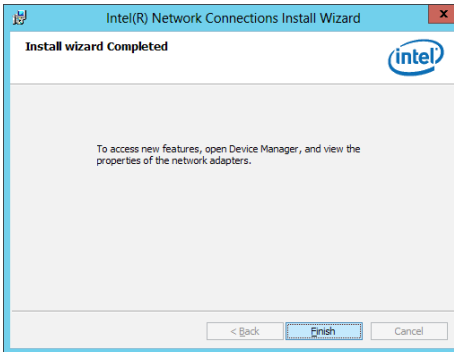 Intel(R) Network Connections Install Wizard
x
Install wizard Completed
intel
To access new features, open Device Manager, and view the
properties of the network adapters.
< Back
Finish
Cancel